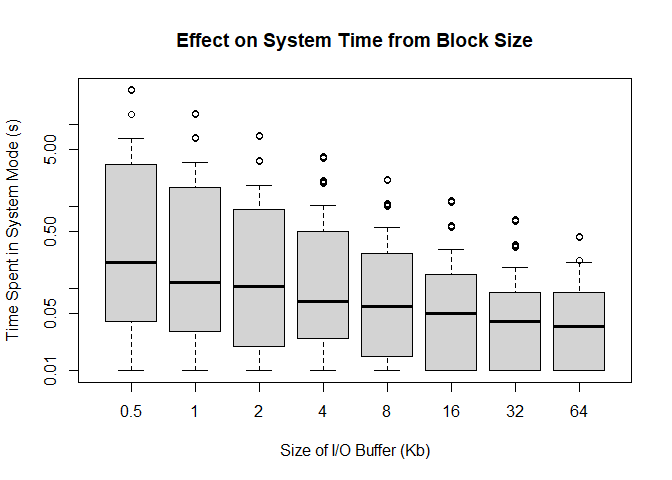 Effect on System Time from Block Size
Time Spent in System Mode (s)
5.00
0.50
0.05
0.01
0.5 1 2 4 8 16 32 64
Size of I/O Buffer (Kb)